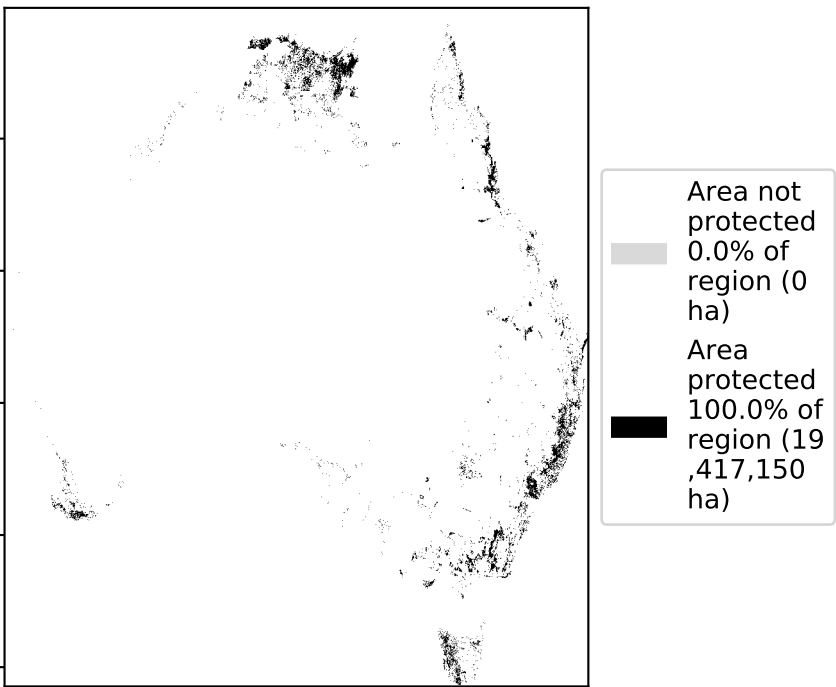 Area not
protected
0.0% of
region (0
ha)
Area
protected
100.0% of
region (19
,417,150
ha)